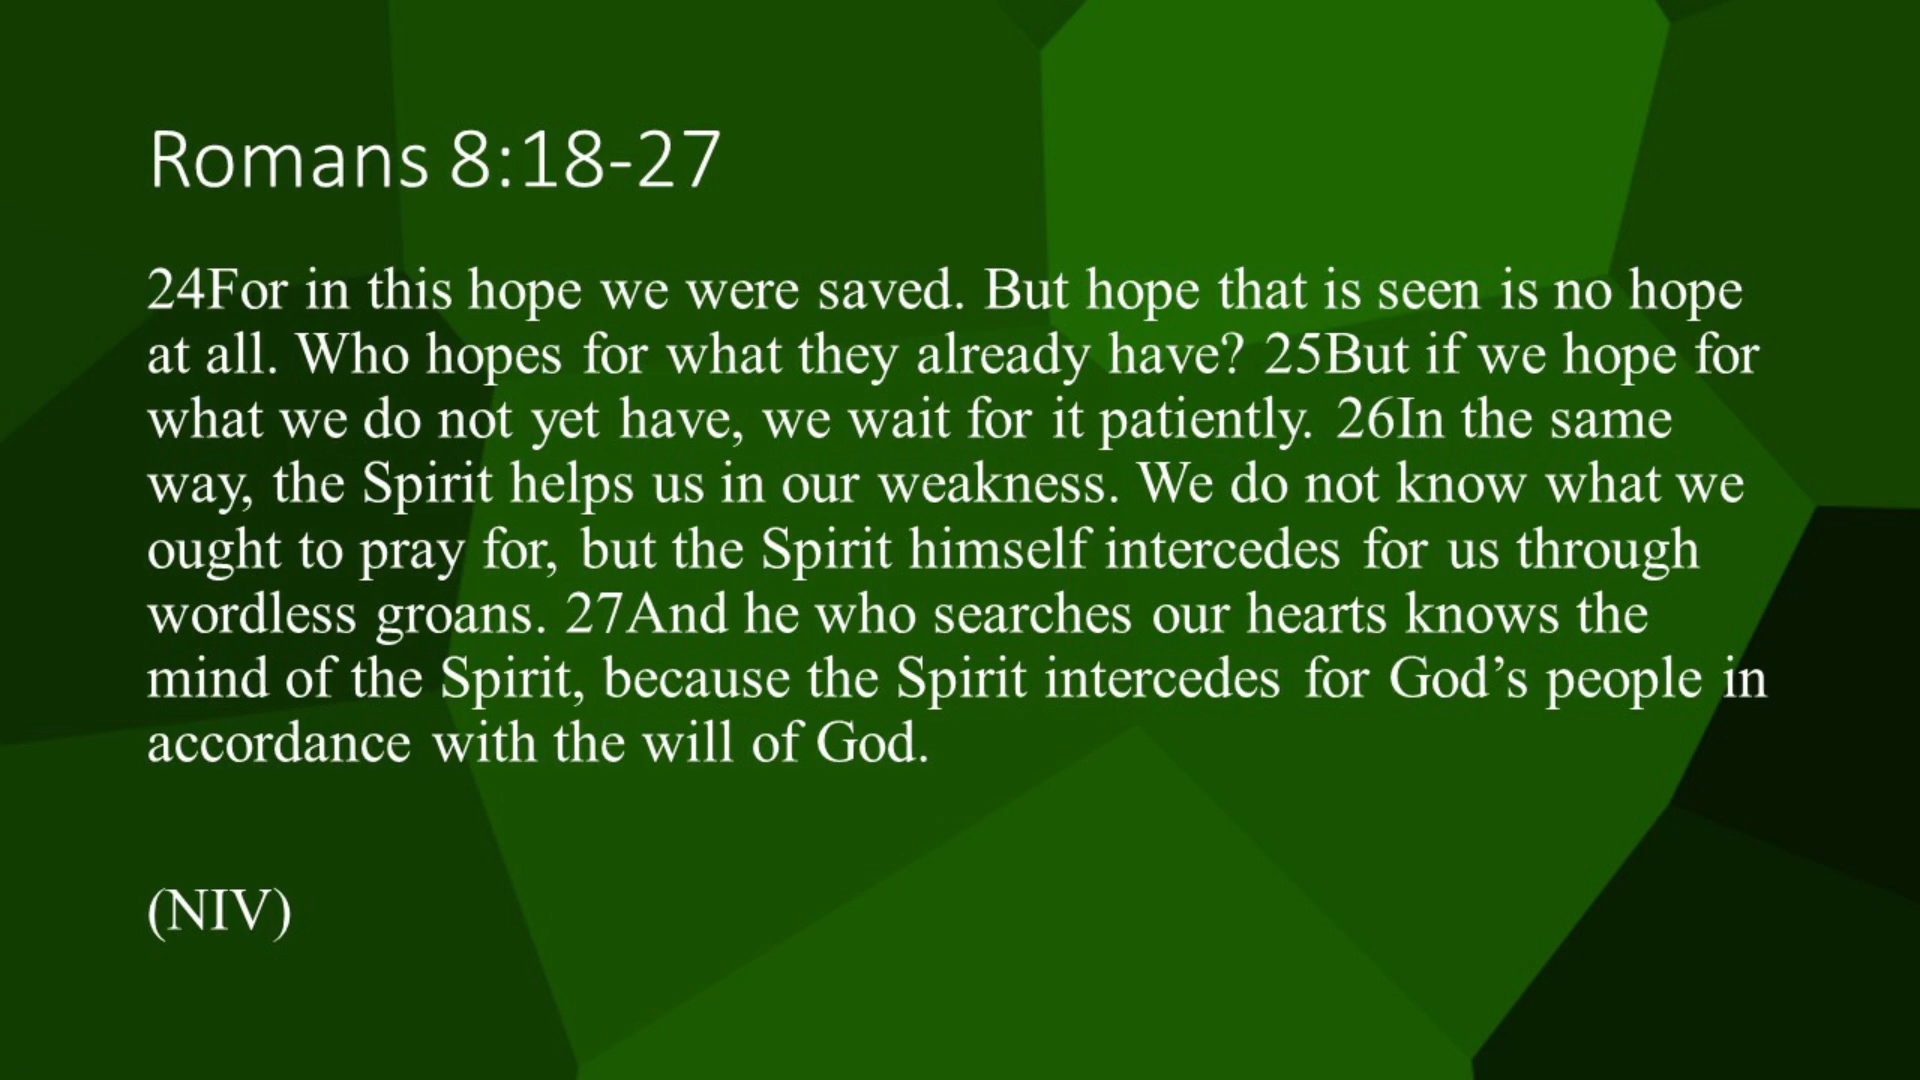 Romans 8:18-27
24For in this hope we were saved. But hope that is seen is no hope
at all. Who hopes for what they already have? 25But if we hope for
what we do not yet have, we wait for it patiently. 26In the same
way, the Spirit helps us in our weakness. We do not know what we
ought to pray for, but the Spirit himself intercedes for us through
wordless groans. 27And he who searches our hearts knows the
mind of the Spirit, because the Spirit intercedes for God’s people in
accordance with the will of God.
(NIV)